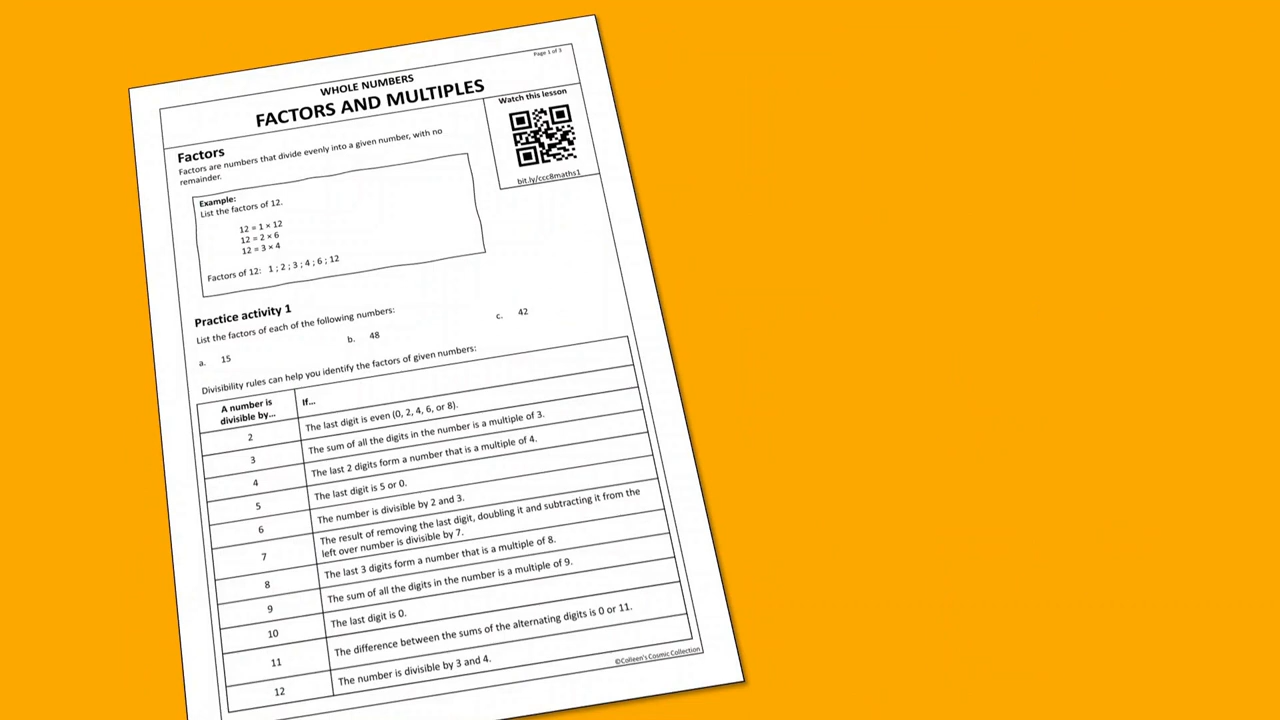 Page 1 of 3
WHOLE NUMBERS
FACTORS AND MULTIPLES
Watch this lesson
bit.ly/ccc8maths1
Factors
Factors are numbers that divide evenly into a given number, with no
remainder.
Example:
List the factors of 12.
12 = 1 × 12
12 = 2 × 6
12 = 3 × 4
Factors of 12: 1 ; 2 ; 3 ; 4 ; 6 ; 12
Practice activity 1
List the factors of each of the following numbers:
a. 15 b. 48 c. 42
Divisibility rules can help you identify the factors of given numbers:
A number is
divisible by...
If...
2 The last digit is even (0, 2, 4, 6, or 8).
3 The sum of all the digits in the number is a multiple of 3.
4 The last 2 digits form a number that is a multiple of 4.
5 The last digit is 5 or 0.
6 The number is divisible by 2 and 3.
7 The result of removing the last digit, doubling it and subtracting it from the
left over number is divisible by 7.
8 The last 3 digits form a number that is a multiple of 8.
9 The sum of all the digits in the number is a multiple of 9.
10 The last digit is 0.
11 The difference between the sums of the alternating digits is 0 or 11.
12 The number is divisible by 3 and 4.
©Colleen's Cosmic Collection